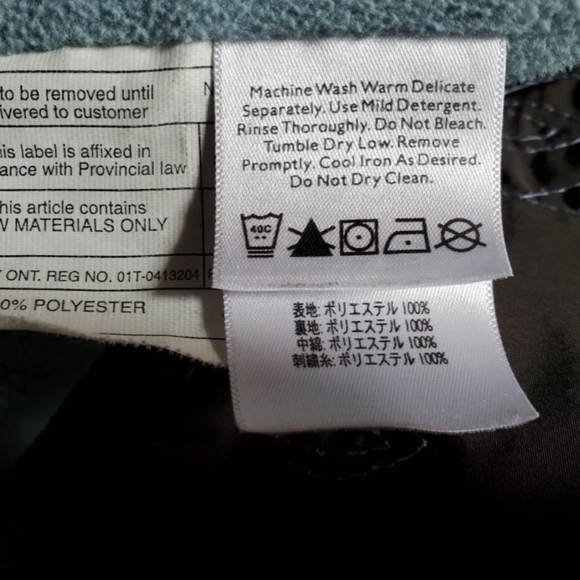 to be removed until
ivered to customer
is label is affixed in
ance with Provincial law
his article contains
W MATERIALS ONLY
ONT. REG NO. 01T-0413204
0% POLYESTER
Machine Wash Warm Delicate
Separately. Use Mild Detergent.
Rinse Thoroughly. Do Not Bleach.
Tumble Dry Low. Remove
Promptly. Cool Iron As Desired.
Do Not Dry Clean.
40C
表地: ポリエステル 100%
裏地: ポリエステル 100%
中綿: ポリエステル 100%
刺繍糸: ポリエステル 100%